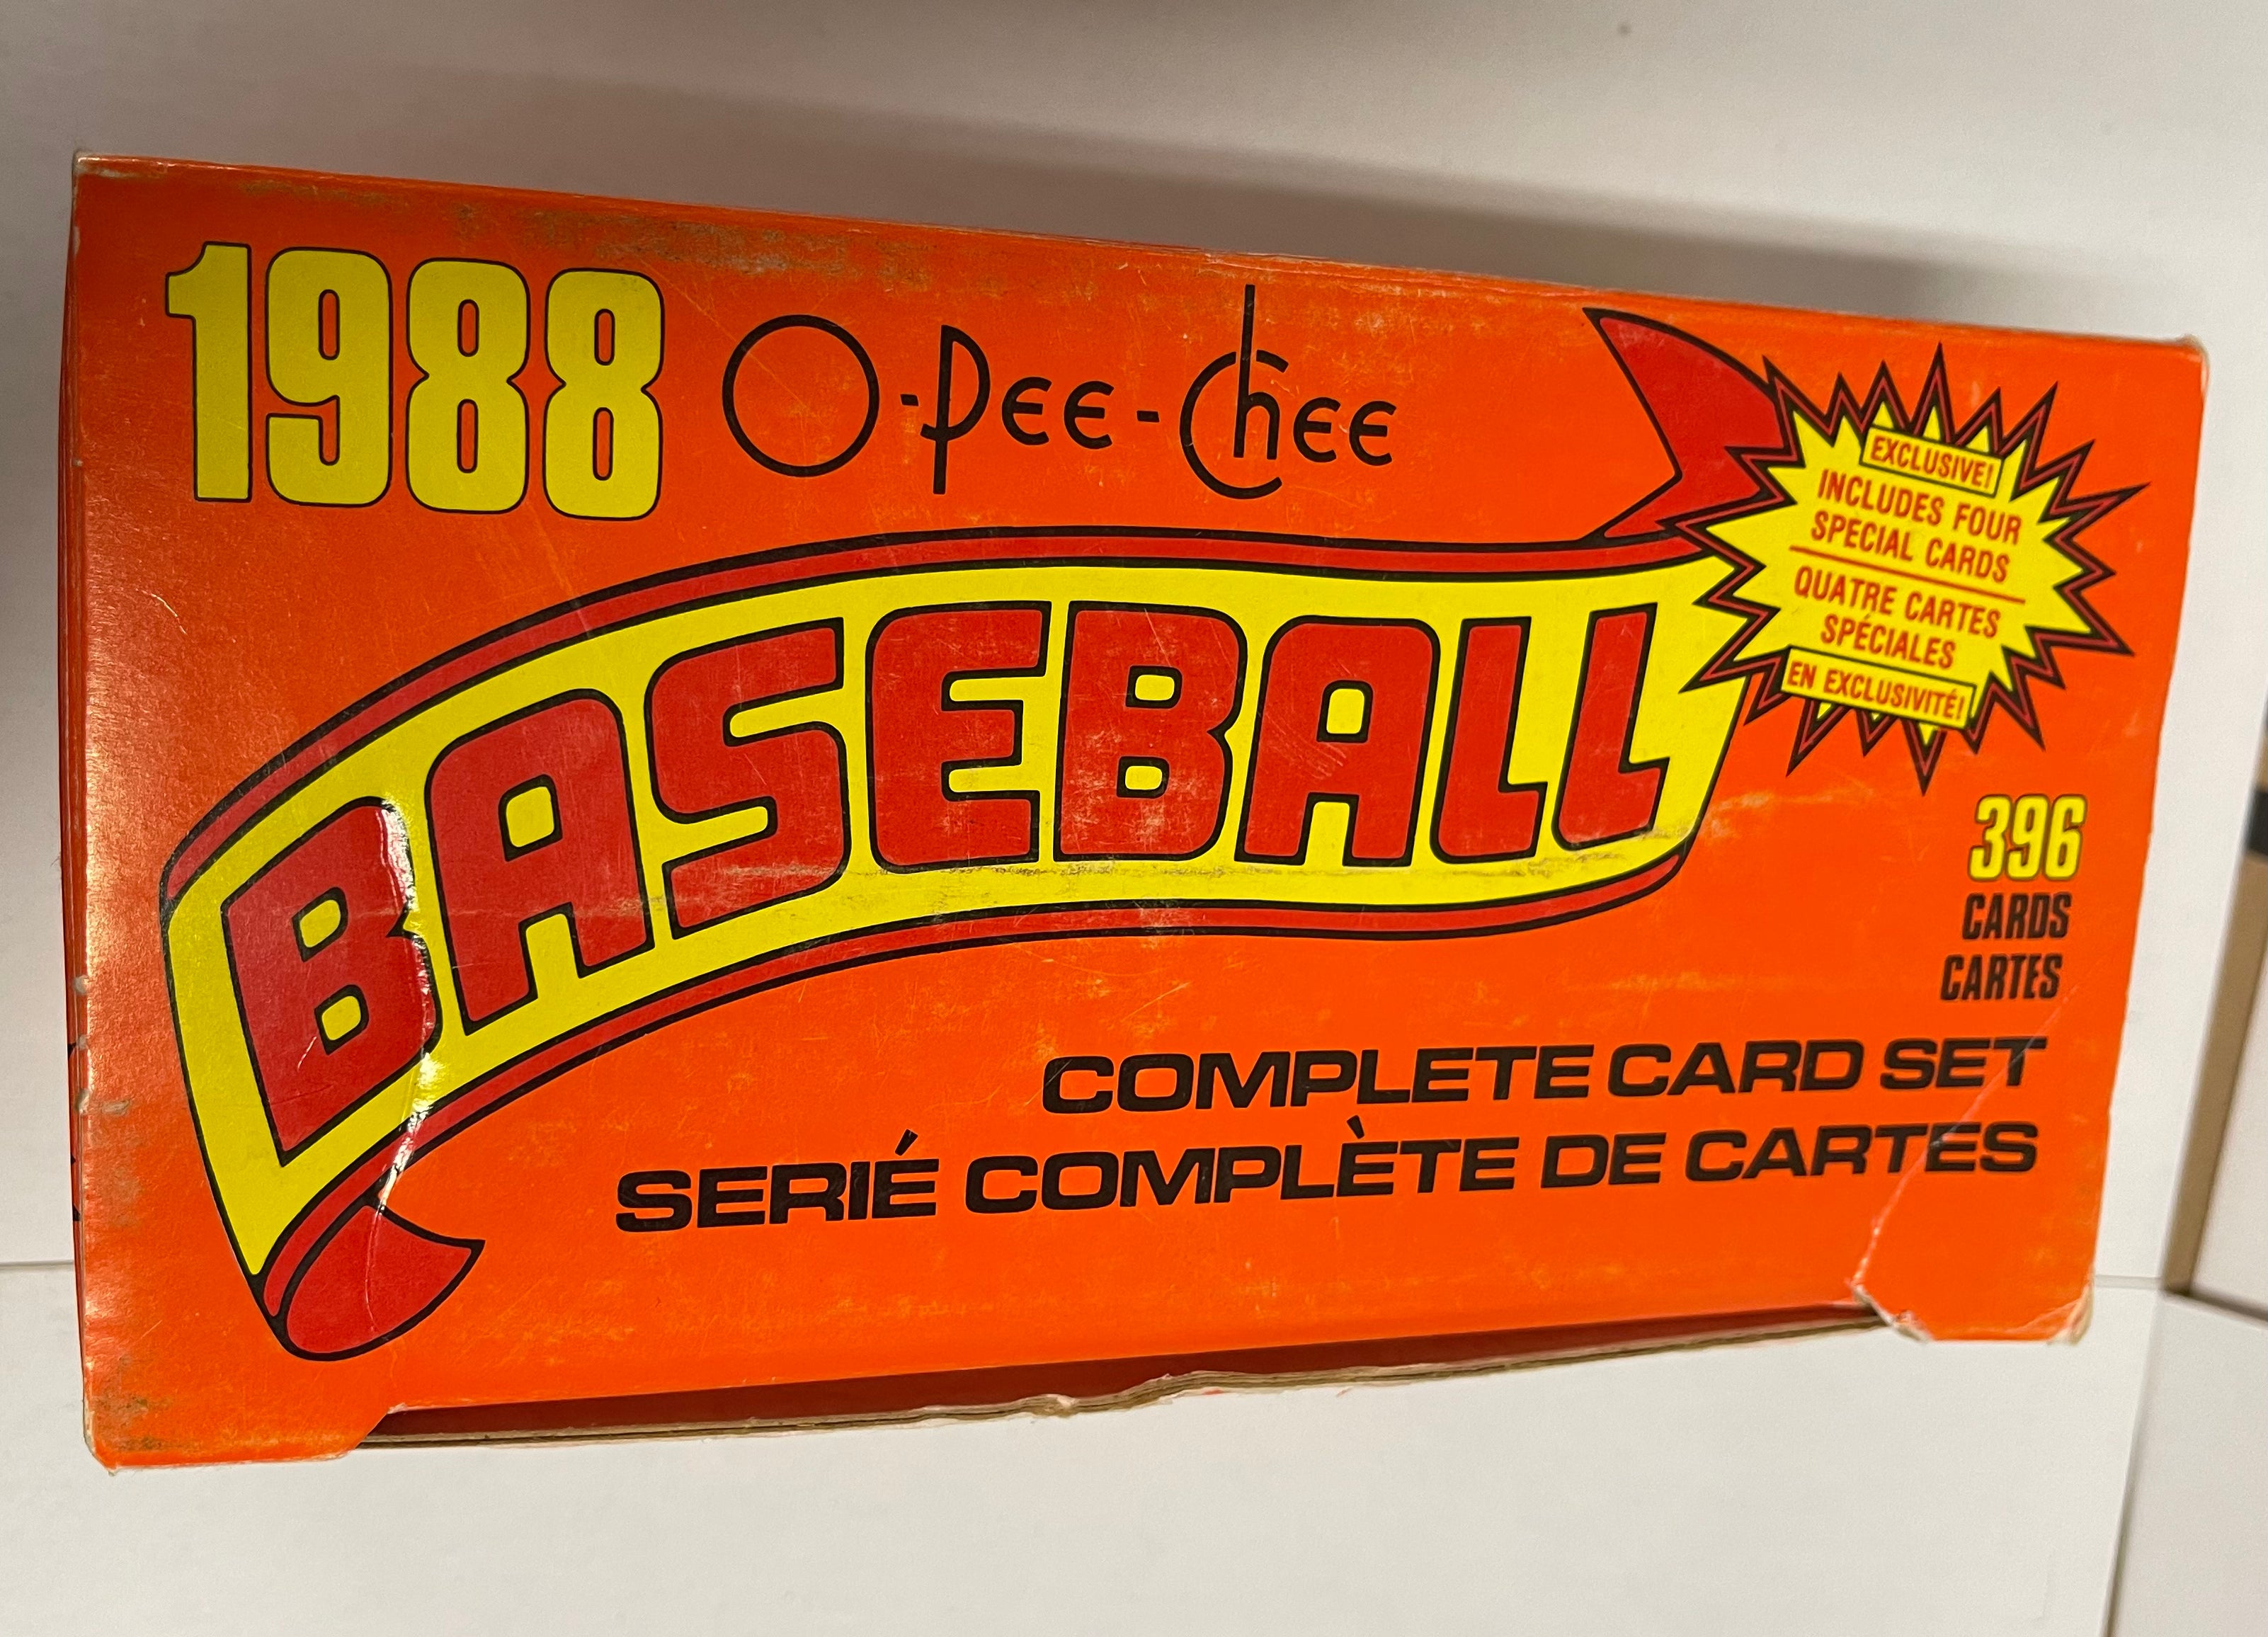 1988 O-Pee-Chee
BASEBALL
EXCLUSIVE!
INCLUDES FOUR
SPECIAL CARDS
QUATRE CARTES
SPÉCIALES
EN EXCLUSIVITÉ!
396
CARDS
CARTES
COMPLETE CARD SET
SERIÉ COMPLÈTE DE CARTES